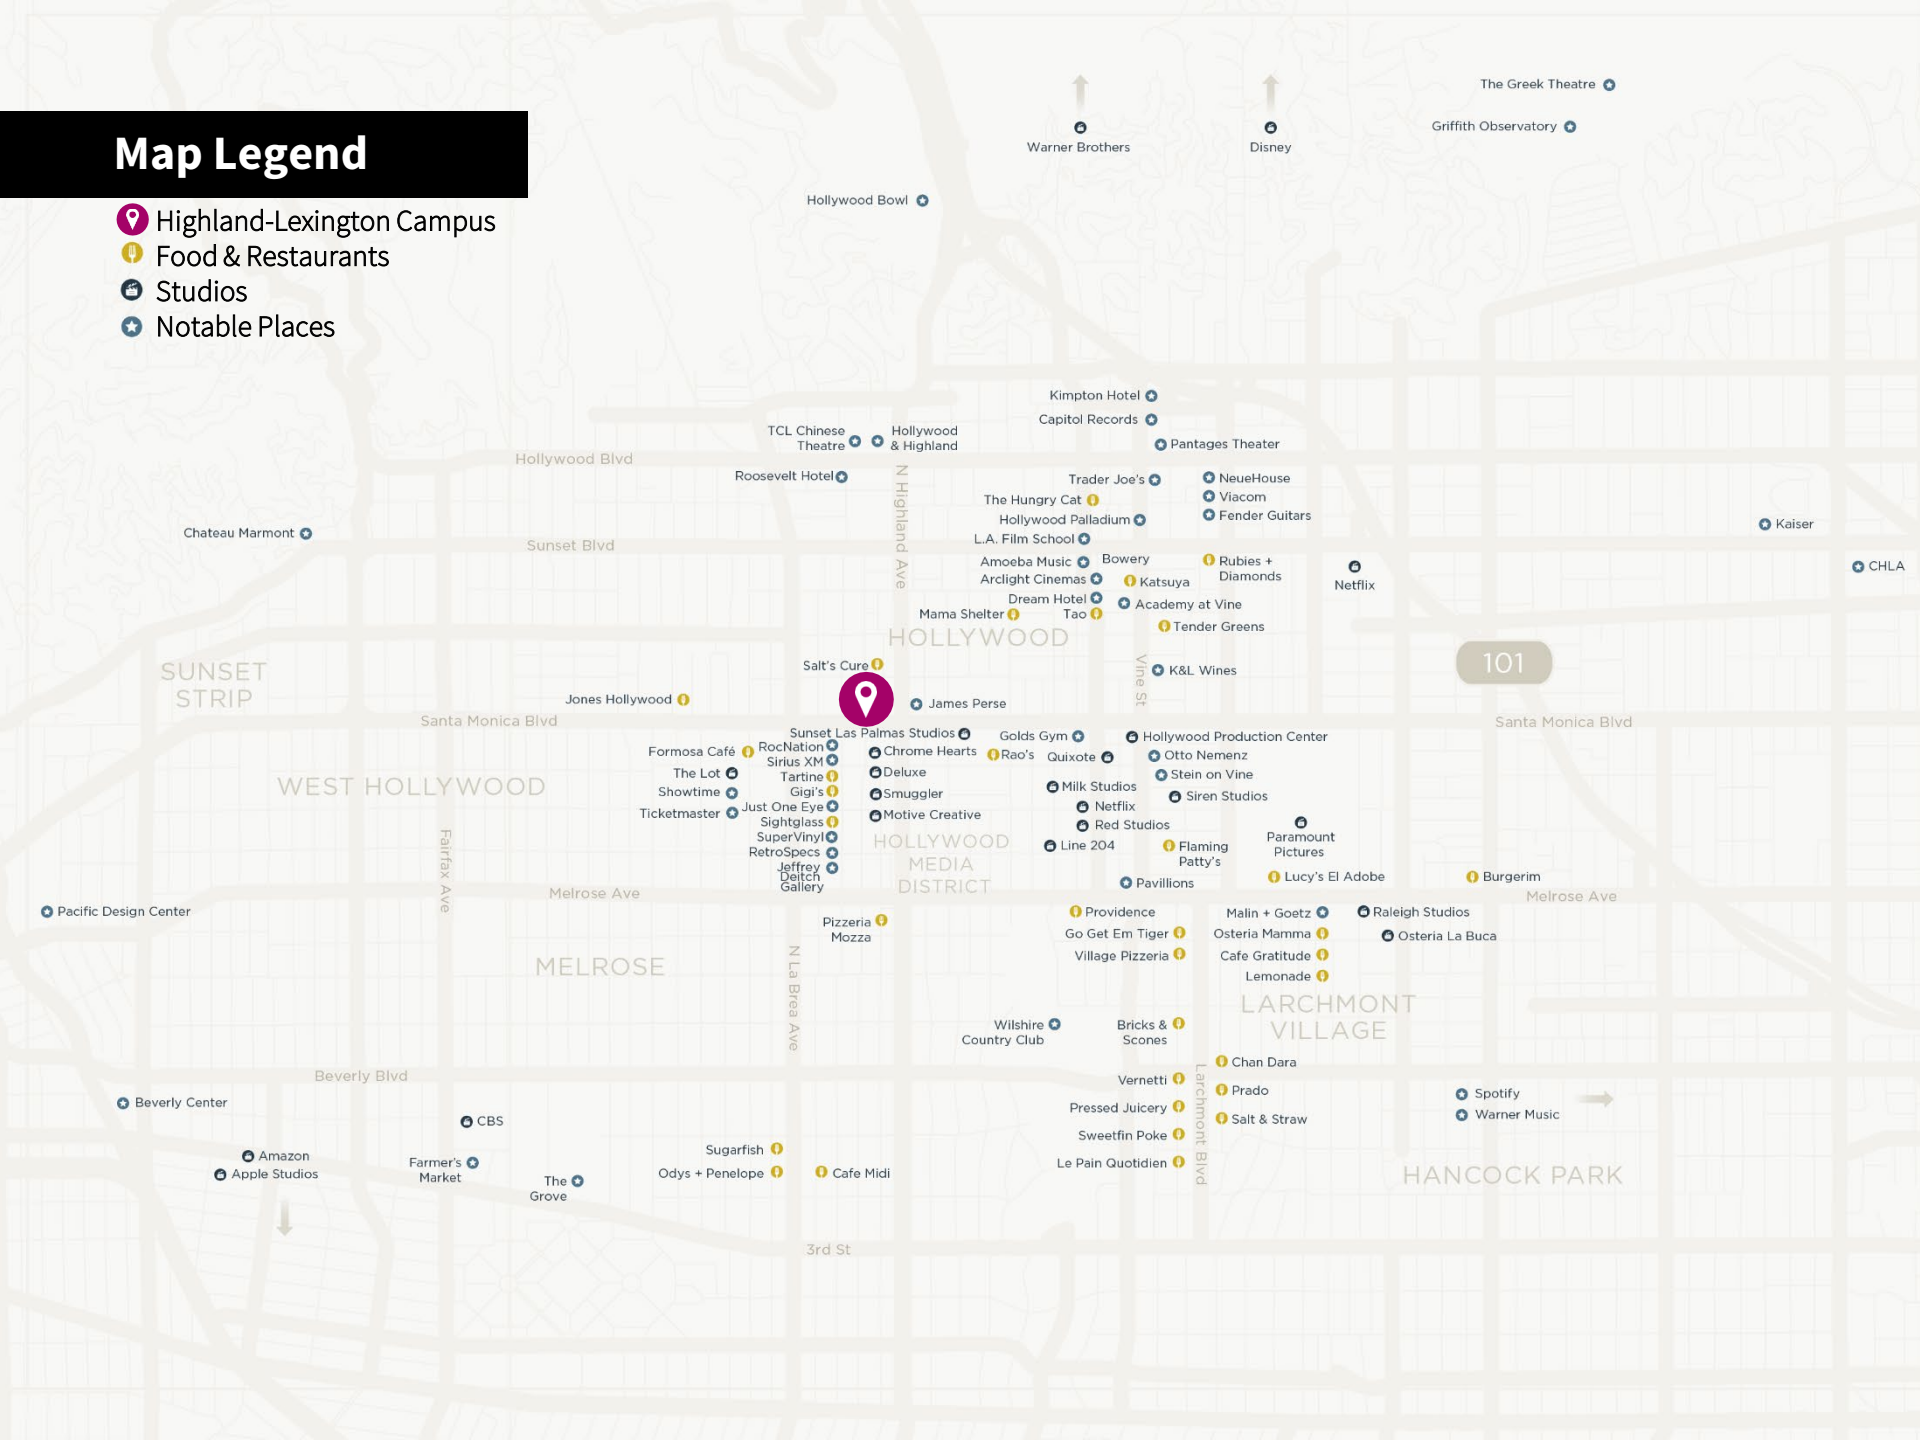 The Greek Theatre
Griffith Observatory
Warner Brothers
Disney
Map Legend
Hollywood Bowl
Highland-Lexington Campus
Food & Restaurants
Studios
Notable Places
Kimpton Hotel
Capitol Records
TCL Chinese
Theatre
Hollywood
& Highland
Pantages Theater
Hollywood Blvd
Roosevelt Hotel
N Highland Ave
Trader Joe's
NeueHouse
The Hungry Cat
Viacom
Hollywood Palladium
Fender Guitars
Kaiser
Chateau Marmont
L.A. Film School
Sunset Blvd
Amoeba Music
Bowery
Rubies +
Diamonds
Netflix
CHLA
Arclight Cinemas
Katsuya
Dream Hotel
Academy at Vine
Mama Shelter
Tao
Tender Greens
HOLLYWOOD
SUNSET
STRIP
Salt's Cure
Vine St
K&L Wines
101
Jones Hollywood
James Perse
Santa Monica Blvd
Santa Monica Blvd
Sunset Las Palmas Studios
Golds Gym
Hollywood Production Center
Formosa Café
RocNation
Chrome Hearts
Rao's
Quixote
Otto Nemenz
Sirius XM
The Lot
Tartine
Deluxe
Stein on Vine
Showtime
Gigi's
Smuggler
Milk Studios
Siren Studios
WEST HOLLYWOOD
Ticketmaster
Just One Eye
Motive Creative
Netflix
Sightglass
Red Studios
SuperVinyl
HOLLYWOOD
MEDIA
DISTRICT
Line 204
Flaming
Patty's
Paramount
Pictures
RetroSpecs
Jeffrey
Deitch
Gallery
Fairfax Ave
Lucy's El Adobe
Burgerim
Pavillions
Melrose Ave
Melrose Ave
Pacific Design Center
Pizzeria
Mozza
Providence
Malin + Goetz
Raleigh Studios
Go Get Em Tiger
Osteria Mamma
Osteria La Buca
Village Pizzeria
Cafe Gratitude
Lemonade
MELROSE
N La Brea Ave
LARCHMONT
VILLAGE
Wilshire
Country Club
Bricks &
Scones
Chan Dara
Beverly Blvd
Vernetti
Larchmont Blvd
Prado
Spotify
Beverly Center
Pressed Juicery
Salt & Straw
Warner Music
CBS
Sweetfin Poke
Amazon
Apple Studios
Farmer's
Market
The
Grove
Sugarfish
Odys + Penelope
Cafe Midi
Le Pain Quotidien
HANCOCK PARK
3rd St